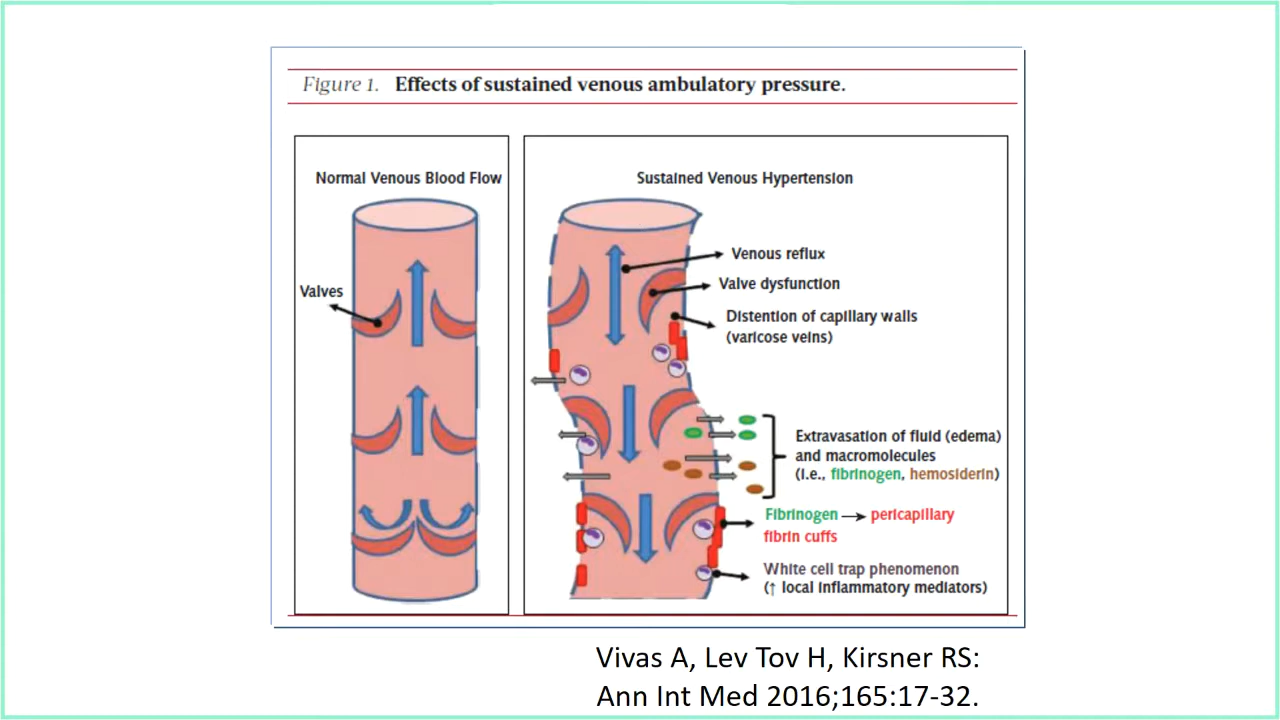 Figure 1. Effects of sustained venous ambulatory pressure.
Normal Venous Blood Flow
Valves
Sustained Venous Hypertension
Venous reflux
Valve dysfunction
Distention of capillary walls
(varicose veins)
Extravasation of fluid (edema)
and macromolecules
(i.e., fibrinogen, hemosiderin)
Fibrinogen → pericapillary
fibrin cuffs
White cell trap phenomenon
(↑ local inflammatory mediators)
Vivas A, Lev Tov H, Kirsner RS:
Ann Int Med 2016;165:17-32.